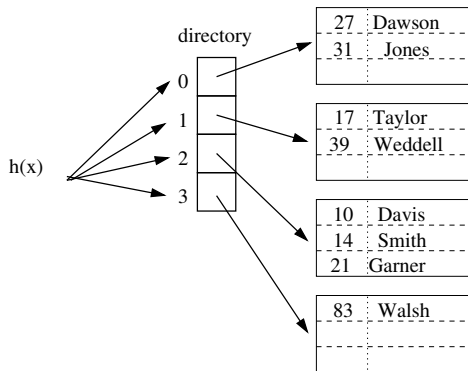 directory
h(x)
0
1
2
3
27 Dawson
31 Jones
17 Taylor
39 Weddell
10 Davis
14 Smith
21 Garner
83 Walsh